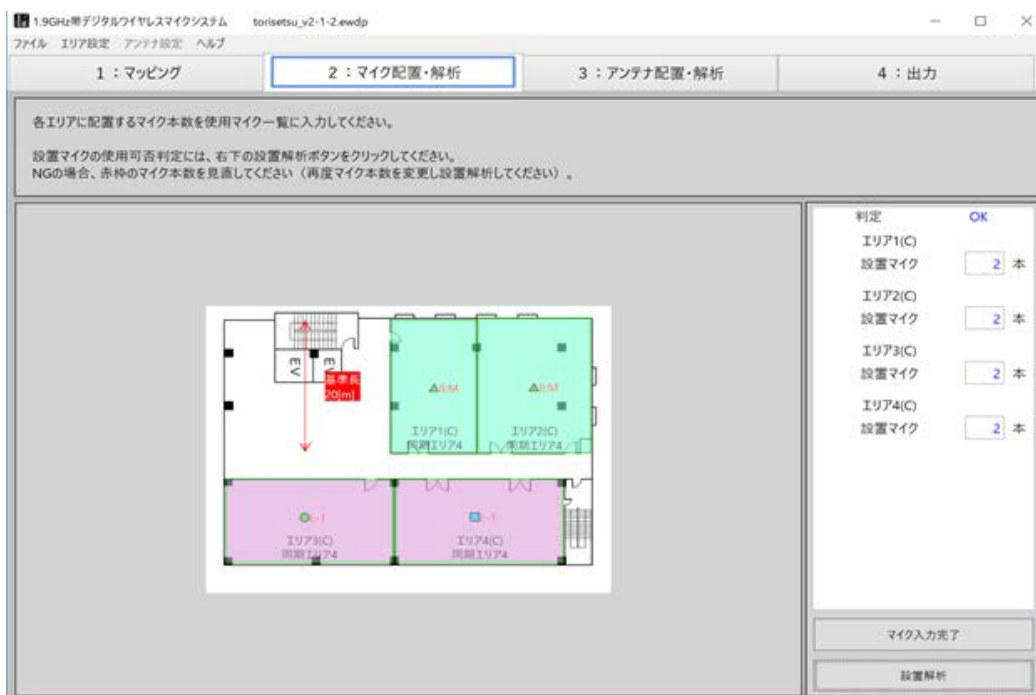 1.9GHz帯デジタルワイヤレスマイクシステム torisetsu_v2-1-2.ewdp
ファイル エリア設定 アンテナ設定 ヘルプ
1:マッピング
2:マイク配置・解析
3:アンテナ配置・解析
4:出力
各エリアに配置するマイク本数を使用マイク一覧に入力してください。
設置マイクの使用可否判定には、右下の設置解析ボタンをクリックしてください。
NGの場合、赤枠のマイク本数を見直してください(再度マイク本数を変更し設置解析してください)。
EV
EV
基準長
20[m]
エリア1(C)
同期エリア4
エリア2(C)
同期エリア4
エリア3(C)
同期エリア4
エリア4(C)
同期エリア4
判定 OK
エリア1(C)
設置マイク 2 本
エリア2(C)
設置マイク 2 本
エリア3(C)
設置マイク 2 本
エリア4(C)
設置マイク 2 本
マイク入力完了
設置解析